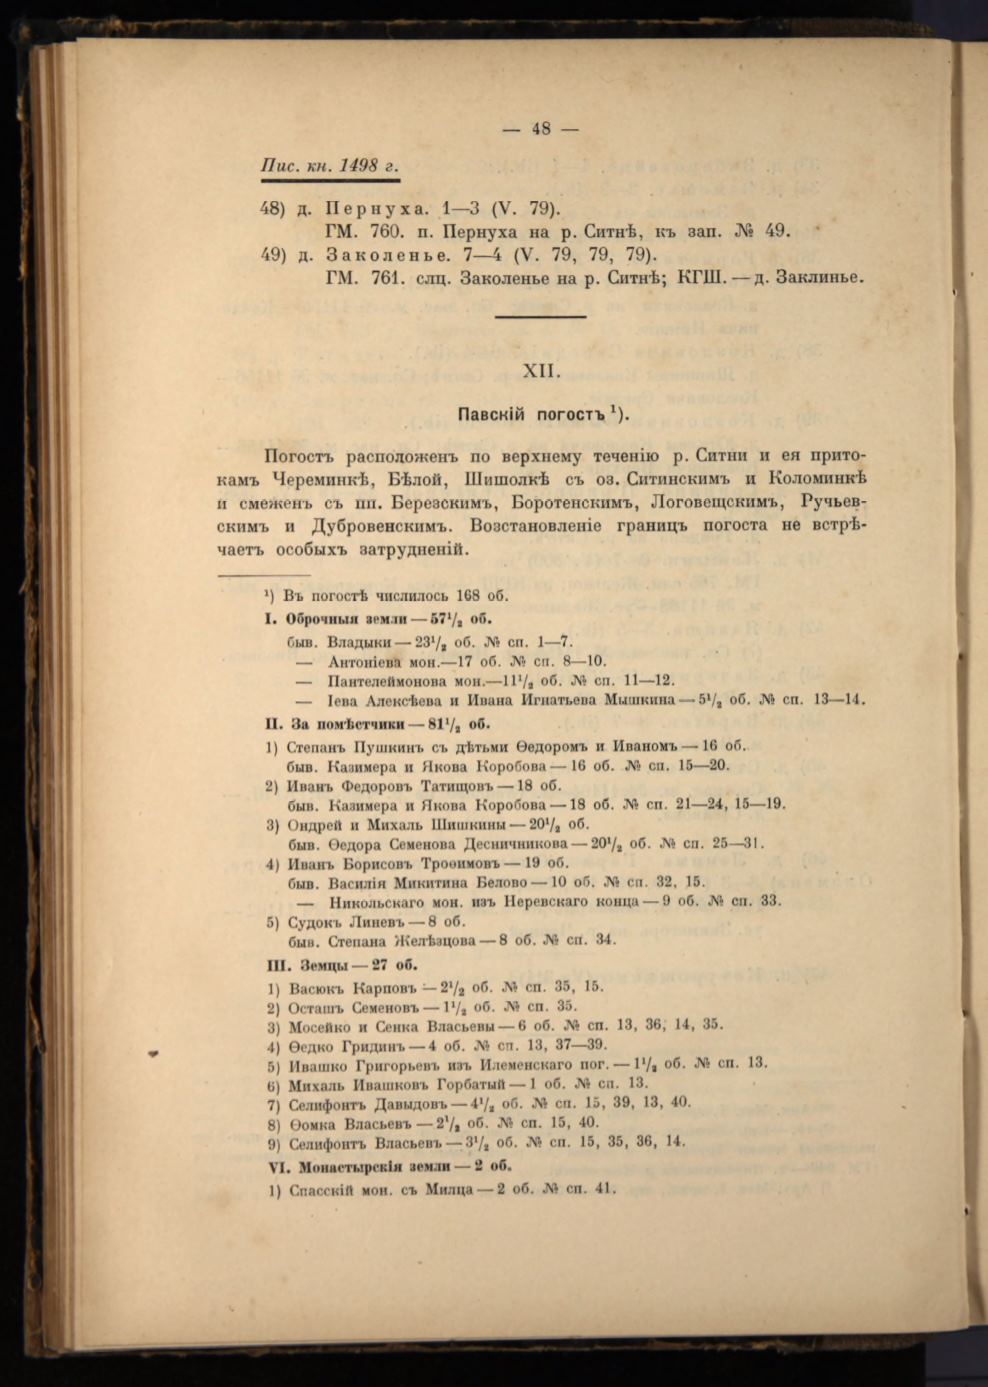 — 48 —
Пис. кн. 1498 г.
48) д. Пернуха. 1—3 (V. 79).
ГМ. 760. п. Пернуха на р. Ситнѣ, къ зап. № 49.
49) д. Заколенье. 7—4 (V. 79, 79, 79).
ГМ. 761. слц. Заколенье на р. Ситнѣ; КГШ. — д. Заклинье.
XII.
Павскій погостъ ¹).
Погостъ расположенъ по верхнему теченію р. Ситни и ея прито-
камъ Череминкѣ, Бѣлой, Шишолкѣ съ оз. Ситинскимъ и Коломинкѣ
и смеженъ съ пп. Березскимъ, Боротенскимъ, Логовещскимъ, Ручьев-
скимъ и Дубровенскимъ. Возстановленіе границъ погоста не встрѣ-
чаетъ особыхъ затрудненій.
¹) Въ погостѣ числилось 168 об.
I. Оброчныя земли — 57¹/₂ об.
быв. Владыки — 23¹/₂ об. № сп. 1—7.
— Антоніева мон.—17 об. № сп. 8—10.
— Пантелеймонова мон.—11¹/₂ об. № сп. 11—12.
— Іева Алексѣева и Ивана Игнатьева Мышкина — 5¹/₂ об. № сп. 13—14.
II. За помѣстчики — 81¹/₂ об.
1) Степанъ Пушкинъ съ дѣтьми Ѳедоромъ и Иваномъ — 16 об.
быв. Казимера и Якова Коробова — 16 об. № сп. 15—20.
2) Иванъ Федоровъ Татищовъ — 18 об.
быв. Казимера и Якова Коробова — 18 об. № сп. 21—24, 15—19.
3) Ондрей и Михаль Шишкины — 20¹/₂ об.
быв. Ѳедора Семенова Десничникова — 20¹/₂ об. № сп. 25—31.
4) Иванъ Борисовъ Троѳимовъ — 19 об.
быв. Василія Микитина Белово — 10 об. № сп. 32, 15.
— Никольскаго мон. изъ Неревскаго конца — 9 об. № сп. 33.
5) Судокъ Линевъ — 8 об.
быв. Степана Желѣзцова — 8 об. № сп. 34.
III. Земцы — 27 об.
1) Васюкъ Карповъ — 2¹/₂ об. № сп. 35, 15.
2) Осташъ Семеновъ — 1¹/₂ об. № сп. 35.
3) Мосейко и Сенка Власьевы — 6 об. № сп. 13, 36, 14, 35.
4) Ѳедко Гридинъ — 4 об. № сп. 13, 37—39.
5) Ивашко Григорьевъ изъ Илеменскаго пог. — 1¹/₂ об. № сп. 13.
6) Михаль Ивашковъ Горбатый — 1 об. № сп. 13.
7) Селифонтъ Давыдовъ — 4¹/₂ об. № сп. 15, 39, 13, 40.
8) Ѳомка Власьевъ — 2¹/₂ об. № сп. 15, 40.
9) Селифонтъ Власьевъ — 3¹/₂ об. № сп. 15, 35, 36, 14.
VI. Монастырскія земли — 2 об.
1) Спасскій мон. съ Милца — 2 об. № сп. 41.